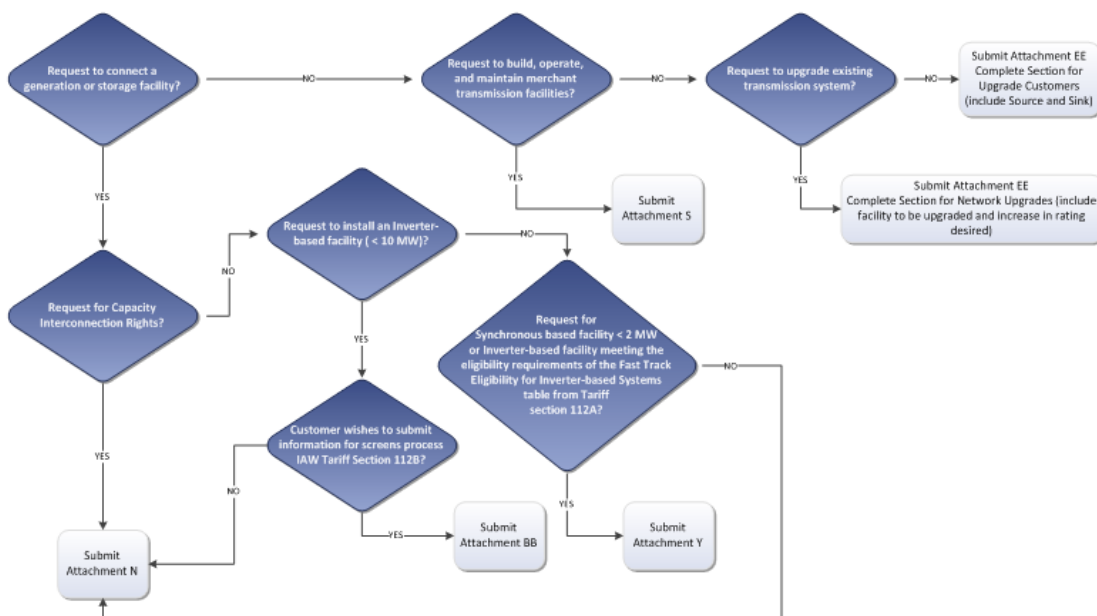 Request to connect a
generation or storage facility?
NO
Request to build, operate,
and maintain merchant
transmission facilities?
NO
Request to upgrade existing
transmission system?
NO
Submit Attachment EE
Complete Section for
Upgrade Customers
(include Source and Sink)
YES
YES
YES
Submit
Attachment S
Submit Attachment EE
Complete Section for Network Upgrades (include
facility to be upgraded and increase in rating
desired)
Request to install an Inverter-
based facility ( < 10 MW)?
NO
NO
Request for Capacity
Interconnection Rights?
YES
Request for
Synchronous based facility < 2 MW
or Inverter-based facility meeting the
eligibility requirements of the Fast Track
Eligibility for Inverter-based Systems
table from Tariff
section 112A?
NO
Customer wishes to submit
information for screens process
IAW Tariff Section 112B?
YES
NO
YES
Submit
Attachment BB
YES
Submit
Attachment Y
Submit
Attachment N